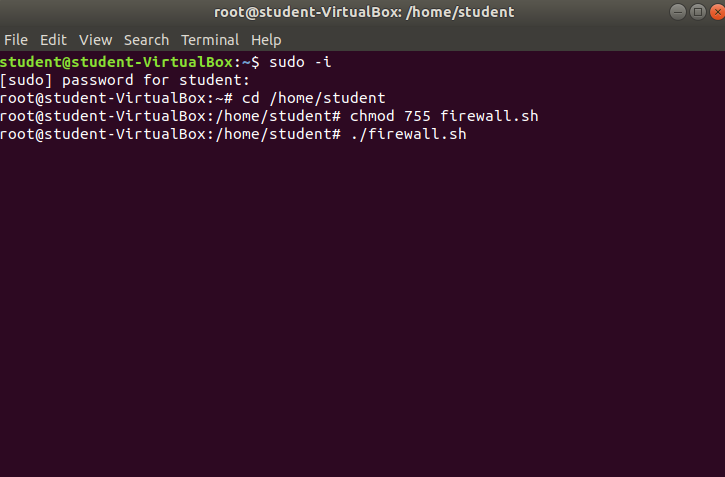 root@student-VirtualBox: /home/student
File Edit View Search Terminal Help
student@student-VirtualBox:~$ sudo -i
[sudo] password for student:
root@student-VirtualBox:~# cd /home/student
root@student-VirtualBox:/home/student# chmod 755 firewall.sh
root@student-VirtualBox:/home/student# ./firewall.sh